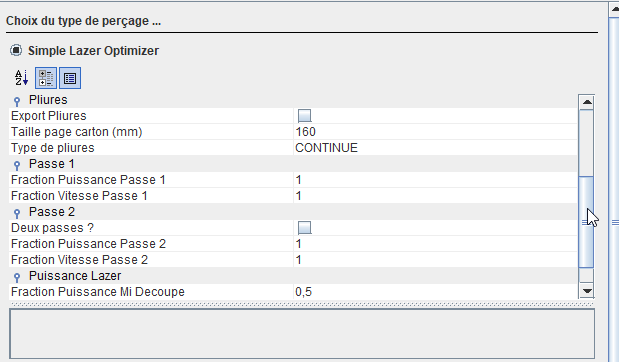 Choix du type de perçage ...
Simple Lazer Optimizer
A
Z
Pliures
Export Pliures
Taille page carton (mm) 160
Type de pliures CONTINUE
Passe 1
Fraction Puissance Passe 1 1
Fraction Vitesse Passe 1 1
Passe 2
Deux passes ?
Fraction Puissance Passe 2 1
Fraction Vitesse Passe 2 1
Puissance Lazer
Fraction Puissance Mi Decoupe 0,5